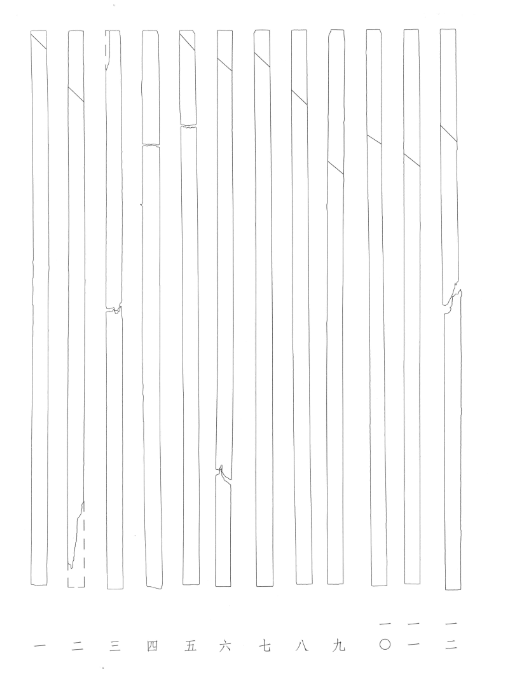 一 二 三 四 五 六 七 八 九 一〇 一一 一二